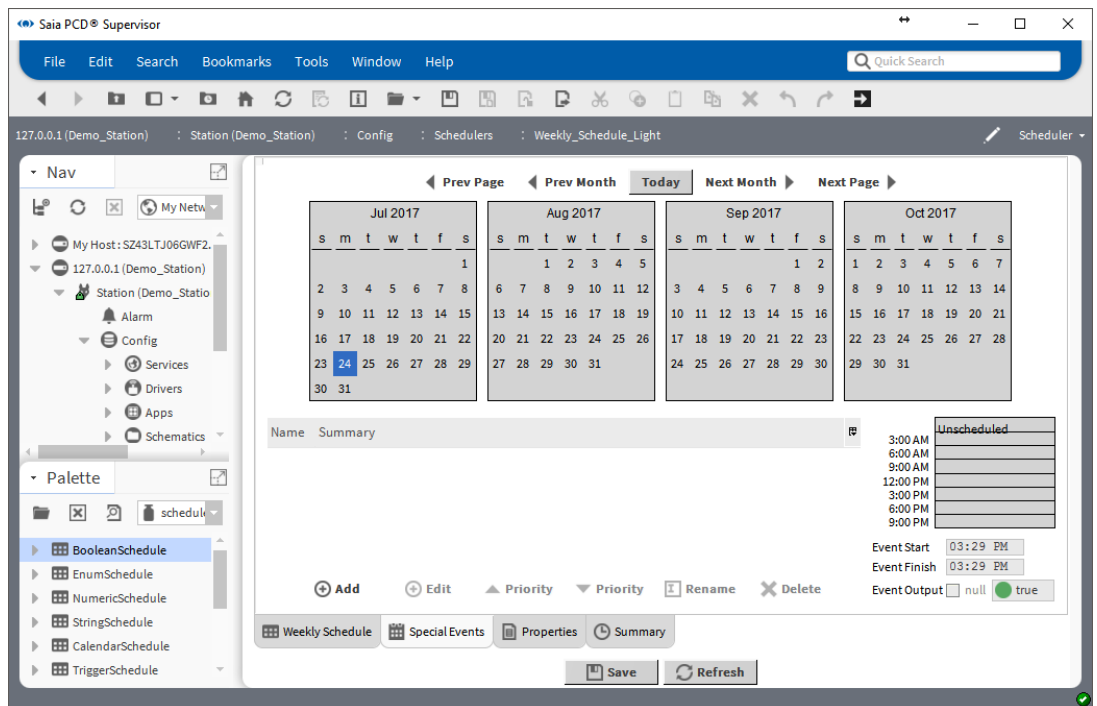 Saia PCD® Supervisor
File Edit Search Bookmarks Tools Window Help
Quick Search
127.0.0.1 (Demo_Station) : Station (Demo_Station) : Config : Schedulers : Weekly_Schedule_Light
Scheduler
Nav
My Netw
My Host : SZ43LTJ06GWF2.
127.0.0.1 (Demo_Station)
Station (Demo_Statio
Alarm
Config
Services
Drivers
Apps
Schematics
Palette
schedule
BooleanSchedule
EnumSchedule
NumericSchedule
StringSchedule
CalendarSchedule
TriggerSchedule
Prev Page Prev Month Today Next Month Next Page
Jul 2017
s m t w t f s
1
2 3 4 5 6 7 8
9 10 11 12 13 14 15
16 17 18 19 20 21 22
23 24 25 26 27 28 29
30 31
Aug 2017
s m t w t f s
1 2 3 4 5
6 7 8 9 10 11 12
13 14 15 16 17 18 19
20 21 22 23 24 25 26
27 28 29 30 31
Sep 2017
s m t w t f s
1 2
3 4 5 6 7 8 9
10 11 12 13 14 15 16
17 18 19 20 21 22 23
24 25 26 27 28 29 30
Oct 2017
s m t w t f s
1 2 3 4 5 6 7
8 9 10 11 12 13 14
15 16 17 18 19 20 21
22 23 24 25 26 27 28
29 30 31
Name Summary
Add Edit Priority Priority Rename Delete
Unscheduled
3:00 AM
6:00 AM
9:00 AM
12:00 PM
3:00 PM
6:00 PM
9:00 PM
Event Start 03:29 PM
Event Finish 03:29 PM
Event Output null true
Weekly Schedule Special Events Properties Summary
Save Refresh